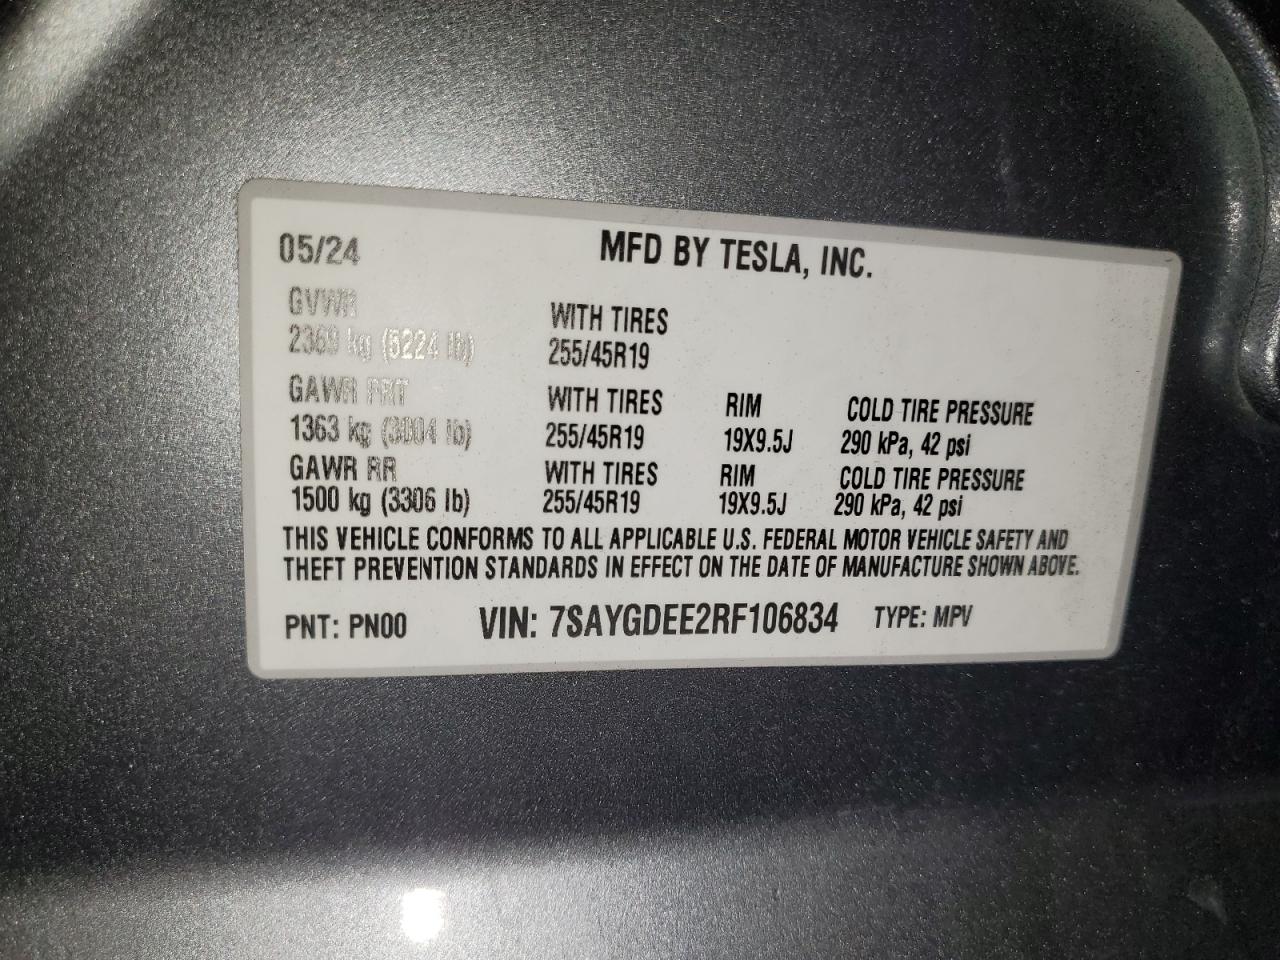 05/24 MFD BY TESLA, INC.
GVWR WITH TIRES
2369 kg (5224 lb) 255/45R19
GAWR FRT WITH TIRES RIM COLD TIRE PRESSURE
1363 kg (3004 lb) 255/45R19 19X9.5J 290 kPa, 42 psi
GAWR RR WITH TIRES RIM COLD TIRE PRESSURE
1500 kg (3306 lb) 255/45R19 19X9.5J 290 kPa, 42 psi
THIS VEHICLE CONFORMS TO ALL APPLICABLE U.S. FEDERAL MOTOR VEHICLE SAFETY AND
THEFT PREVENTION STANDARDS IN EFFECT ON THE DATE OF MANUFACTURE SHOWN ABOVE.
PNT: PN00 VIN: 7SAYGDEE2RF106834 TYPE: MPV